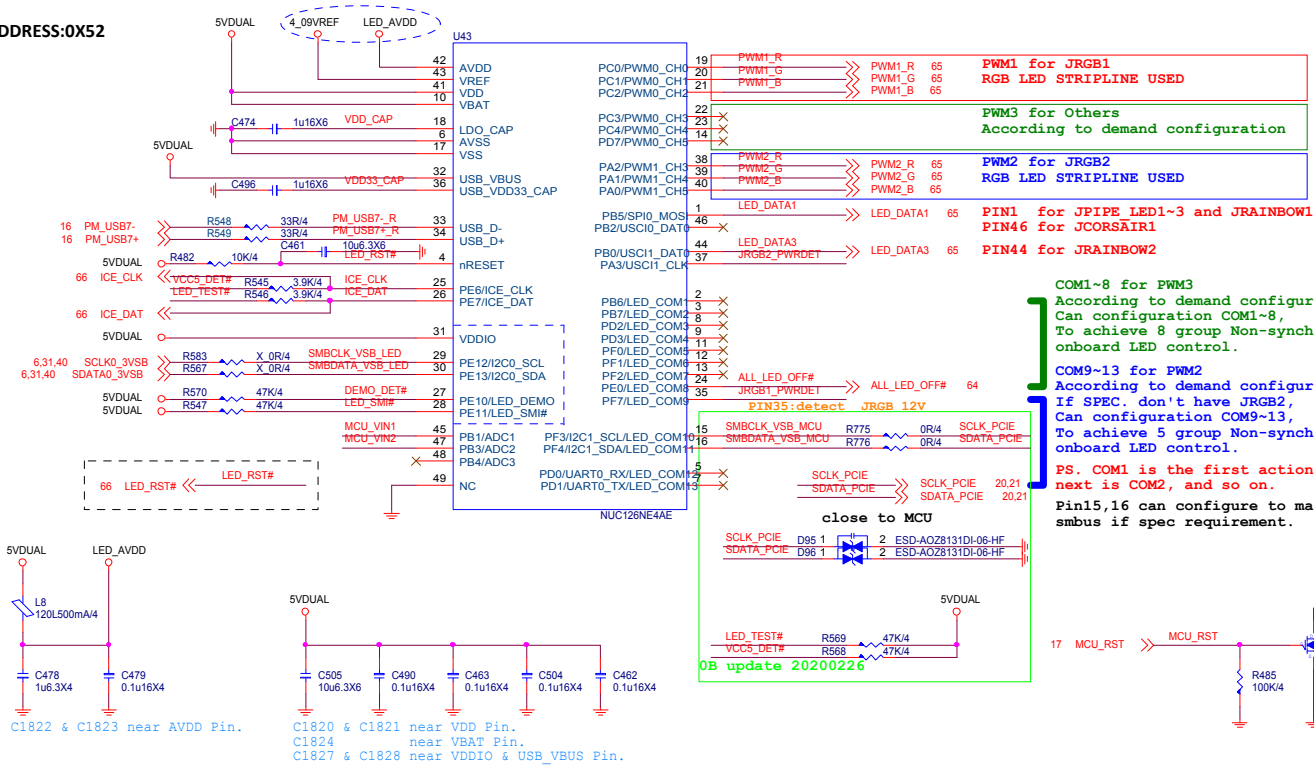 DDRESS:0X52
5VDUAL
4_09VREF
LED_AVDD
U43
42 AVDD
43 VREF
41 VDD
10 VBAT
C474 1u16X6 VDD_CAP 18 LDO_CAP
6 AVSS
17 VSS
5VDUAL
32 USB_VBUS
C496 1u16X6 VDD33_CAP 36 USB_VDD33_CAP
16 PM_USB7- R548 33R/4 PM_USB7-_R 33 USB_D-
16 PM_USB7+ R549 33R/4 PM_USB7+_R 34 USB_D+
C461 10u6.3X6
5VDUAL R482 10K/4 LED_RST# 4 nRESET
66 ICE_CLK VCC5_DET# R545 3.9K/4 ICE_CLK 25 PE6/ICE_CLK
LED_TEST# R546 3.9K/4 ICE_DAT 26 PE7/ICE_DAT
66 ICE_DAT
5VDUAL 31 VDDIO
6,31,40 SCLK0_3VSB R583 X_0R/4 SMBCLK_VSB_LED 29 PE12/I2C0_SCL
6,31,40 SDATA0_3VSB R567 X_0R/4 SMBDATA_VSB_LED 30 PE13/I2C0_SDA
5VDUAL R570 47K/4 DEMO_DET# 27 PE10/LED_DEMO
5VDUAL R547 47K/4 LED_SMI# 28 PE11/LED_SMI#
MCU_VIN1 45 PB1/ADC1
MCU_VIN2 47 PB3/ADC2
48 PB4/ADC3
49 NC
66 LED_RST# LED_RST#
PC0/PWM0_CH0 19 PWM1_R PWM1_R 65
PC1/PWM0_CH1 20 PWM1_G PWM1_G 65
PC2/PWM0_CH2 21 PWM1_B PWM1_B 65
PWM1 for JRGB1
RGB LED STRIPLINE USED
PC3/PWM0_CH3 22
PC4/PWM0_CH4 23
PD7/PWM0_CH5 14
PWM3 for Others
According to demand configuration
PA2/PWM1_CH3 38 PWM2_R PWM2_R 65
PA1/PWM1_CH4 39 PWM2_G PWM2_G 65
PA0/PWM1_CH5 40 PWM2_B PWM2_B 65
PWM2 for JRGB2
RGB LED STRIPLINE USED
PB5/SPI0_MOSI 1 LED_DATA1 LED_DATA1 65
PB2/USCI0_DAT0 46
PB0/USCI1_DAT0 44 LED_DATA3 LED_DATA3 65
PA3/USCI1_CLK 37 JRGB2_PWRDET
PIN1 for JPIPE_LED1~3 and JRAINBOW1
PIN46 for JCORSAIR1
PIN44 for JRAINBOW2
PB6/LED_COM1 2
PB7/LED_COM2 3
PD2/LED_COM3 8
PD3/LED_COM4 9
PF0/LED_COM5 11
PF1/LED_COM6 12
PF2/LED_COM7 13
PE0/LED_COM8 24 ALL_LED_OFF# ALL_LED_OFF# 64
PF7/LED_COM9 35 JRGB1_PWRDET
PIN35:detect JRGB 12V
PF3/I2C1_SCL/LED_COM10 15 SMBCLK_VSB_MCU R775 0R/4 SCLK_PCIE
PF4/I2C1_SDA/LED_COM11 16 SMBDATA_VSB_MCU R776 0R/4 SDATA_PCIE
PD0/UART0_RX/LED_COM12 5
PD1/UART0_TX/LED_COM13 7
NUC126NE4AE
SCLK_PCIE SCLK_PCIE 20,21
SDATA_PCIE SDATA_PCIE 20,21
close to MCU
SCLK_PCIE D95 1 2 ESD-AOZ8131DI-06-HF
SDATA_PCIE D96 1 2 ESD-AOZ8131DI-06-HF
5VDUAL
LED_TEST# R569 47K/4
VCC5_DET# R568 47K/4
0B update 20200226
COM1~8 for PWM3
According to demand configur
Can configuration COM1~8,
To achieve 8 group Non-synch
onboard LED control.
COM9~13 for PWM2
According to demand configur
If SPEC. don't have JRGB2,
Can configuration COM9~13,
To achieve 5 group Non-synch
onboard LED control.
PS. COM1 is the first action
next is COM2, and so on.
Pin15,16 can configure to ma
smbus if spec requirement.
17 MCU_RST MCU_RST
R485
100K/4
5VDUAL LED_AVDD
L8
120L500mA/4
C478
1u6.3X4
C479
0.1u16X4
C1822 & C1823 near AVDD Pin.
5VDUAL
C505
10u6.3X6
C490
0.1u16X4
C463
0.1u16X4
C504
0.1u16X4
C462
0.1u16X4
C1820 & C1821 near VDD Pin.
C1824 near VBAT Pin.
C1827 & C1828 near VDDIO & USB_VBUS Pin.